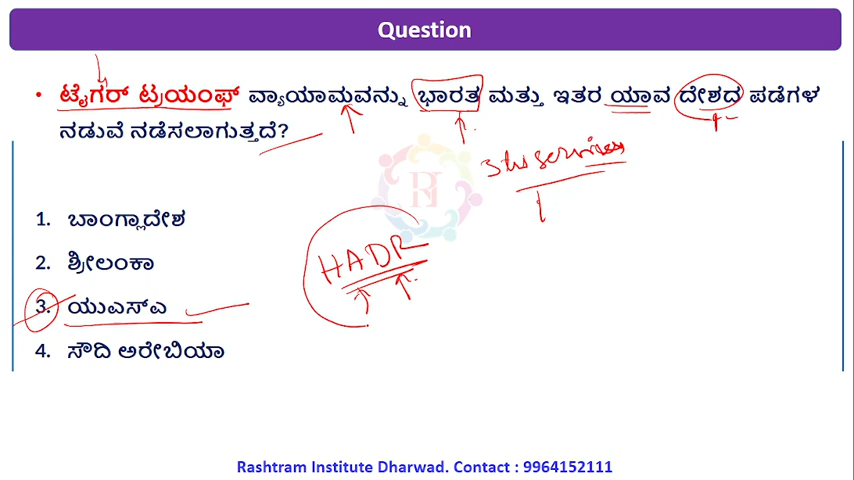 Question
• ಟೈಗರ್ ಟ್ರಯಂಫ್ ವ್ಯಾಯಾಮವನ್ನು ಭಾರತ ಮತ್ತು ಇತರ ಯಾವ ದೇಶದ ಪಡೆಗಳ
ನಡುವೆ ನಡೆಸಲಾಗುತ್ತದೆ?
services
1. ಬಾಂಗ್ಲಾದೇಶ
HADR
2. ಶ್ರೀಲಂಕಾ
3. ಯುಎಸ್ಎ
4. ಸೌದಿ ಅರೇಬಿಯಾ
Rashtram Institute Dharwad. Contact : 9964152111